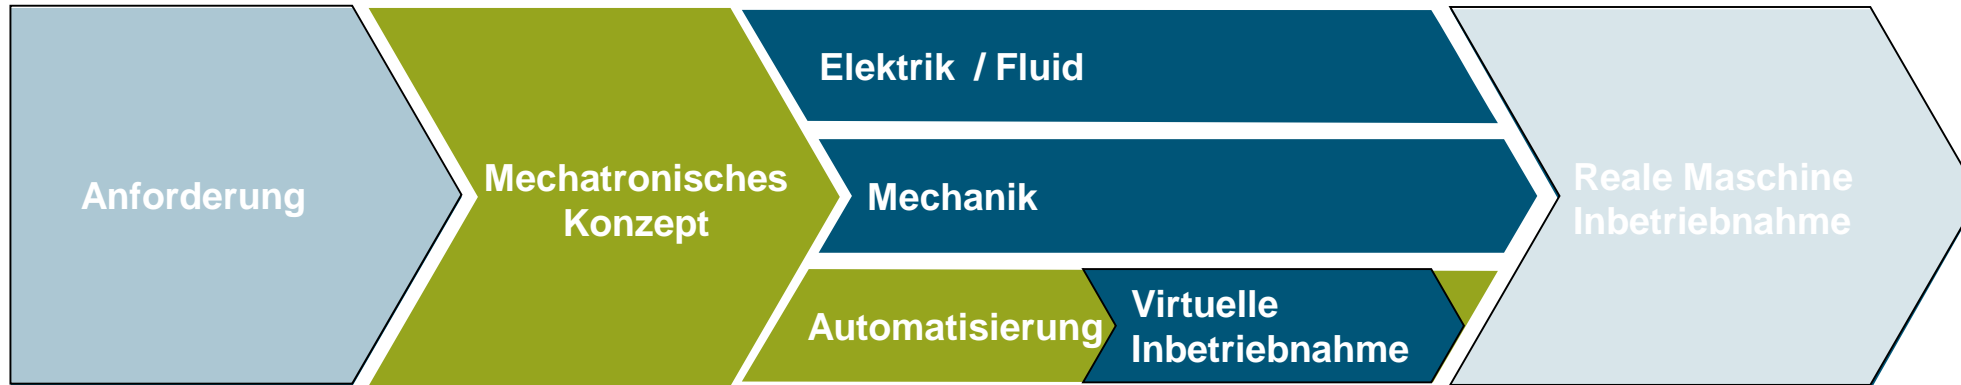 Anforderung
Mechatronisches
Konzept
Elektrik / Fluid
Mechanik
Automatisierung
Virtuelle
Inbetriebnahme
Reale Maschine
Inbetriebnahme